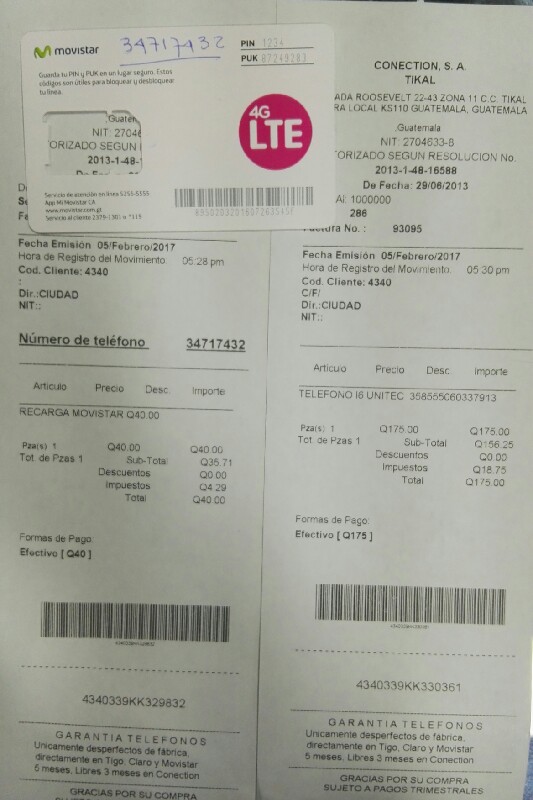 movistar
34717432
PIN 1234
PUK 87249283
Guarda tu PIN y PUK en un lugar seguro. Estos
códigos son útiles para bloquear y desbloquear
tu línea.
4G
LTE
,Guatem
NIT: 27046
ORIZADO SEGUN
2013-1-48-
Servicio de atención en línea 5253-5556
App Mi Movistar CA
www.movistar.com.gt
Servicio al cliente 2379-1301 o *119
Fecha Emisión 05/Febrero/2017
Hora de Registro del Movimiento: 05:28 pm
Cod. Cliente: 4340
:
Dir.:CIUDAD
NIT::
Número de teléfono 34717432
Articulo Precio Desc. Importe
RECARGA MOVISTAR Q40.00
Pza(s) 1 Q40.00 Q40.00
Tot. de Pzas 1 Sub-Total Q35.71
Descuentos Q0.00
Impuestos Q4.29
Total Q40.00
Formas de Pago:
Efectivo [ Q40 ]
4340339KK329832
4340339KK329832
GARANTIA TELEFONOS
Unicamente desperfectos de fábrica,
directamente en Tigo, Claro y Movistar
5 meses, Libres 3 meses en Conection
GRACIAS POR SU COMPRA
CONECTION, S. A.
TIKAL
ADA ROOSEVELT 22-43 ZONA 11 C.C. TIKAL
RA LOCAL KS110 GUATEMALA, GUATEMALA
,Guatemala
NIT: 2704633-8
TORIZADO SEGUN RESOLUCION No.
2013-1-48-16588
De Fecha: 29/06/2013
Al: 1000000
286
Factura No. : 93095
Fecha Emisión 05/Febrero/2017
Hora de Registro del Movimiento: 05:30 pm
Cod. Cliente: 4340
C/F/
Dir.:CIUDAD
NIT::
Articulo Precio Desc. Importe
TELEFONO I6 UNITEC 358555C60337913
Pza(s) 1 Q175.00 Q175.00
Tot. de Pzas 1 Sub-Total Q156.25
Descuentos Q0.00
Impuestos Q18.75
Total Q175.00
Formas de Pago:
Efectivo [ Q175 ]
4340339KK330361
GARANTIA TELEFONOS
Unicamente desperfectos de fábrica,
directamente en Tigo, Claro y Movistar
5 meses, Libres 3 meses en Conection
GRACIAS POR SU COMPRA
SUJETO A PAGOS TRIMESTRALES